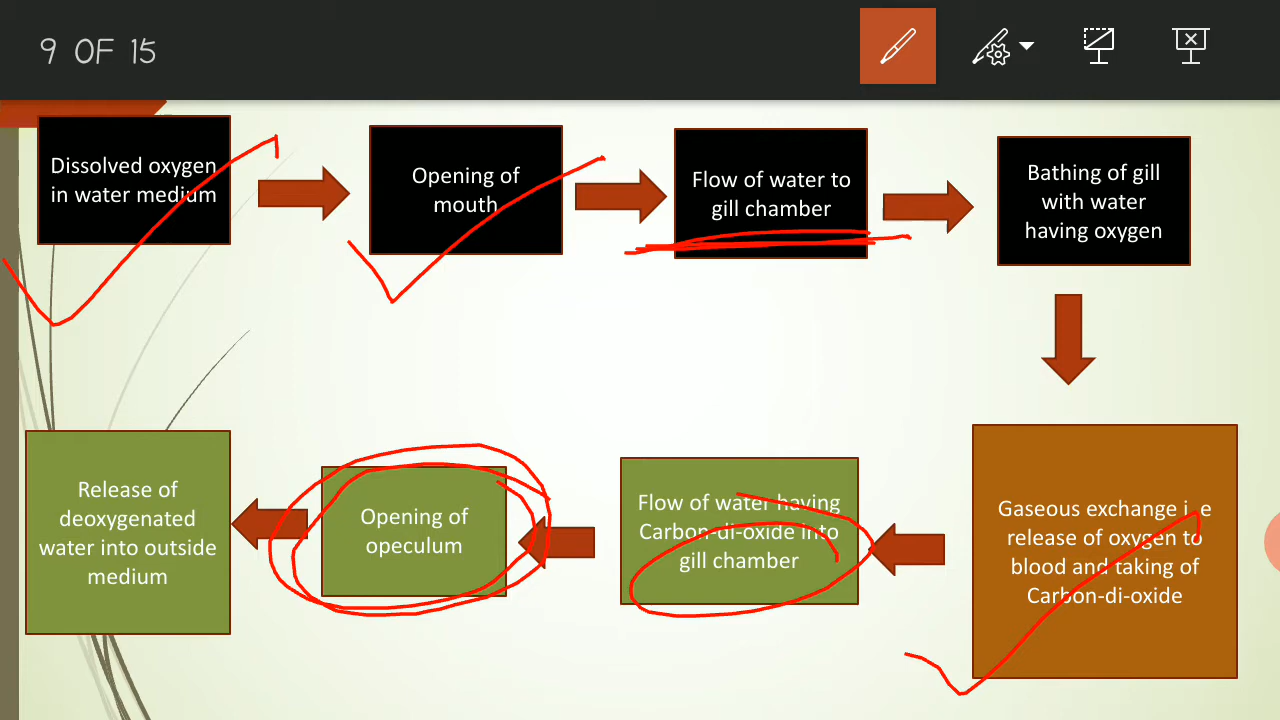 9 OF 15
Dissolved oxygen
in water medium
Opening of
mouth
Flow of water to
gill chamber
Bathing of gill
with water
having oxygen
Gaseous exchange i e
release of oxygen to
blood and taking of
Carbon-di-oxide
Flow of water having
Carbon-di-oxide into
gill chamber
Opening of
opeculum
Release of
deoxygenated
water into outside
medium